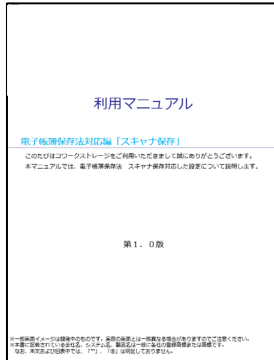 利用マニュアル
電子帳簿保存法対応編「スキャナ保存」
このたびはコワークストレージをご利用いただきまして誠にありがとうございます。
本マニュアルでは、電子帳簿保存法 スキャナ保存対応した設定について説明します。
第1.0版
※一部画面イメージは開発中のものです。実際の画面とは一部異なる場合がありますのでご注意ください。
※本書に記載されている会社名、システム名、製品名は一般に各社の登録商標または商標です。
なお、本文および図表中では、「™」、「®」は明記しておりません。